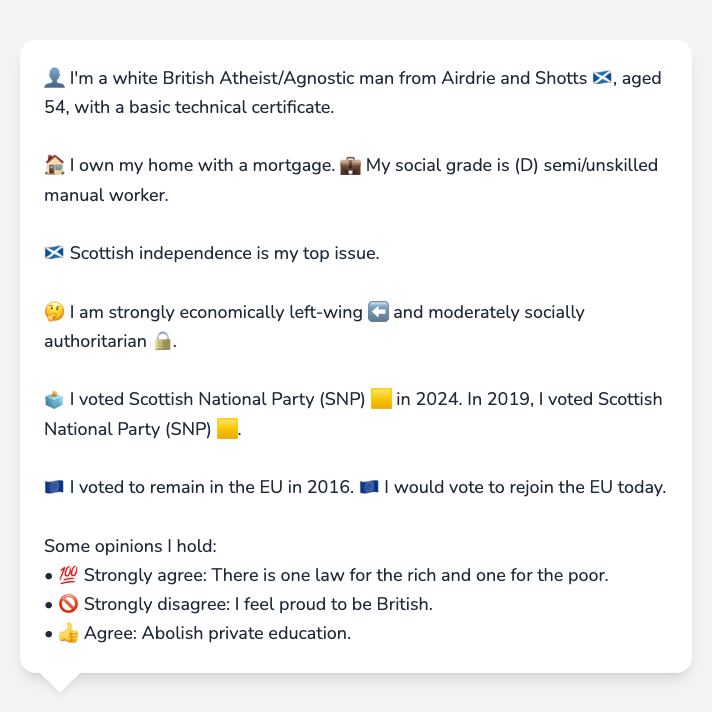 👤 I'm a white British Atheist/Agnostic man from Airdrie and Shotts 🏴󠁧󠁢󠁳󠁣󠁴󠁿, aged
54, with a basic technical certificate.
🏠 I own my home with a mortgage. 💼 My social grade is (D) semi/unskilled
manual worker.
🏴󠁧󠁢󠁳󠁣󠁴󠁿 Scottish independence is my top issue.
🤔 I am strongly economically left-wing ⬅️ and moderately socially
authoritarian 🔒.
🗳️ I voted Scottish National Party (SNP) 🟨 in 2024. In 2019, I voted Scottish
National Party (SNP) 🟨.
🇪🇺 I voted to remain in the EU in 2016. 🇪🇺 I would vote to rejoin the EU today.
Some opinions I hold:
• 💯 Strongly agree: There is one law for the rich and one for the poor.
• 🚫 Strongly disagree: I feel proud to be British.
• 👍 Agree: Abolish private education.